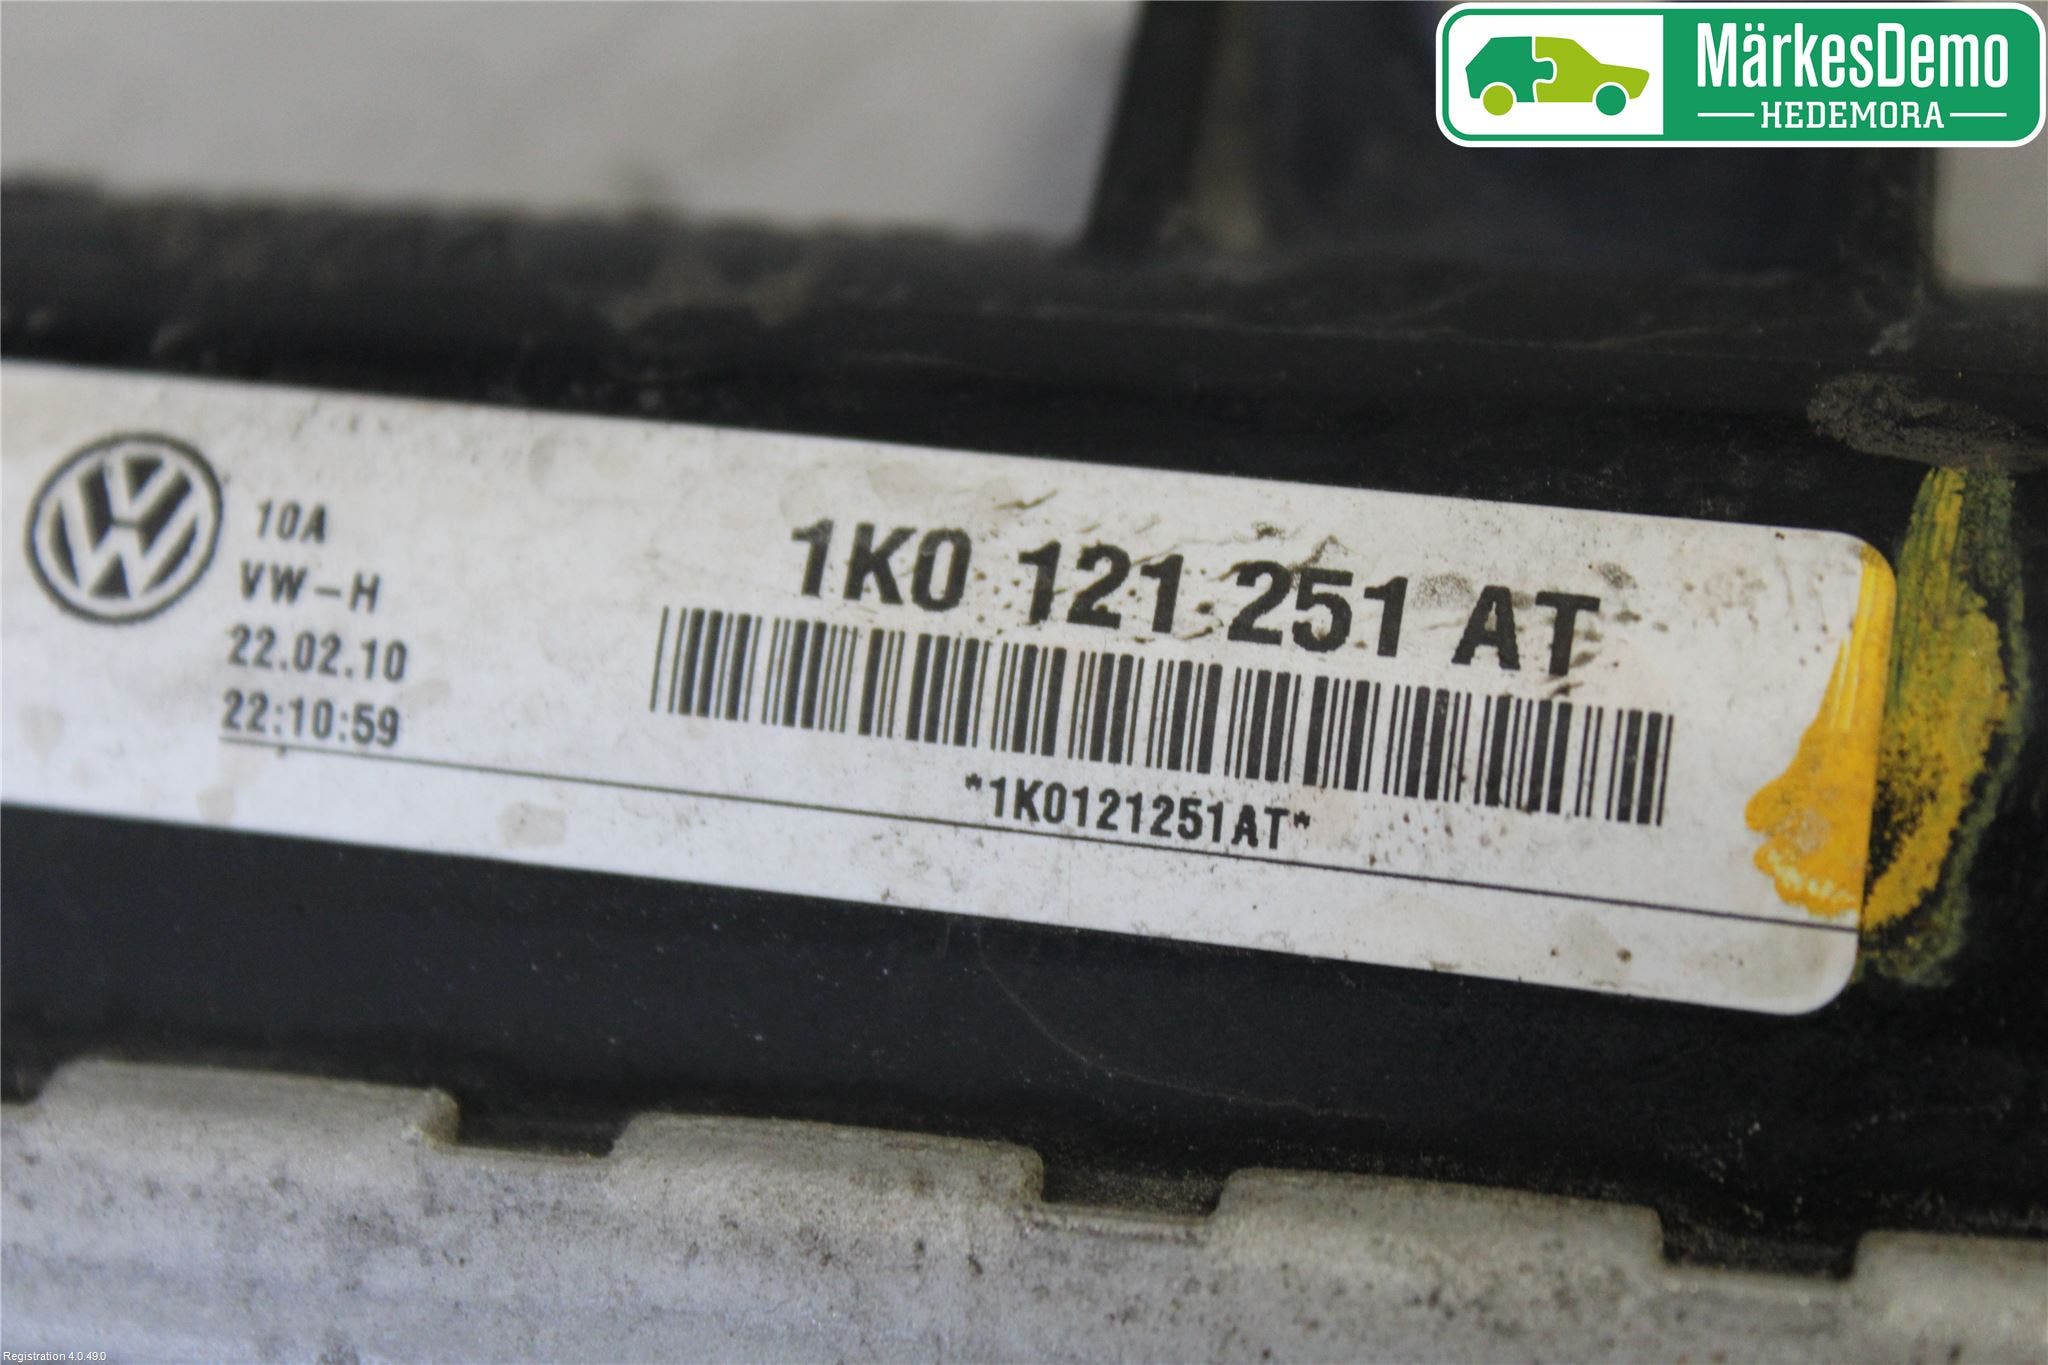 MärkesDemo
HEDEMORA
10A
VW-H
22.02.10
22:10:59
1K0 121 251 AT
*1K0121251AT*
Registration 4.0.49.0